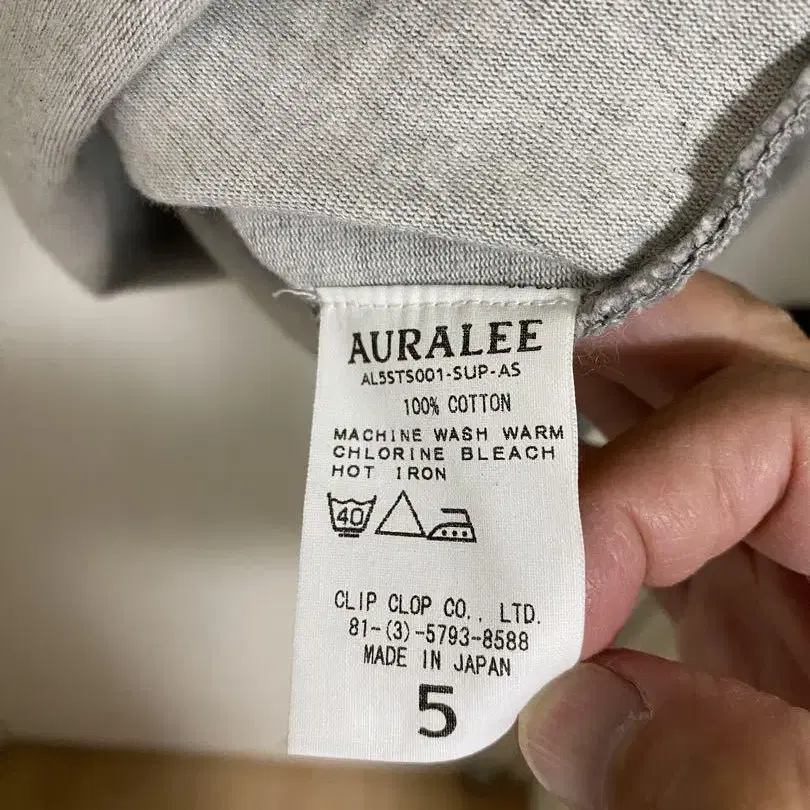 AURALEE
AL5STS001-SUP-AS
100% COTTON
MACHINE WASH WARM
CHLORINE BLEACH
HOT IRON
40
CLIP CLOP CO., LTD.
81-(3)-5793-8588
MADE IN JAPAN
5